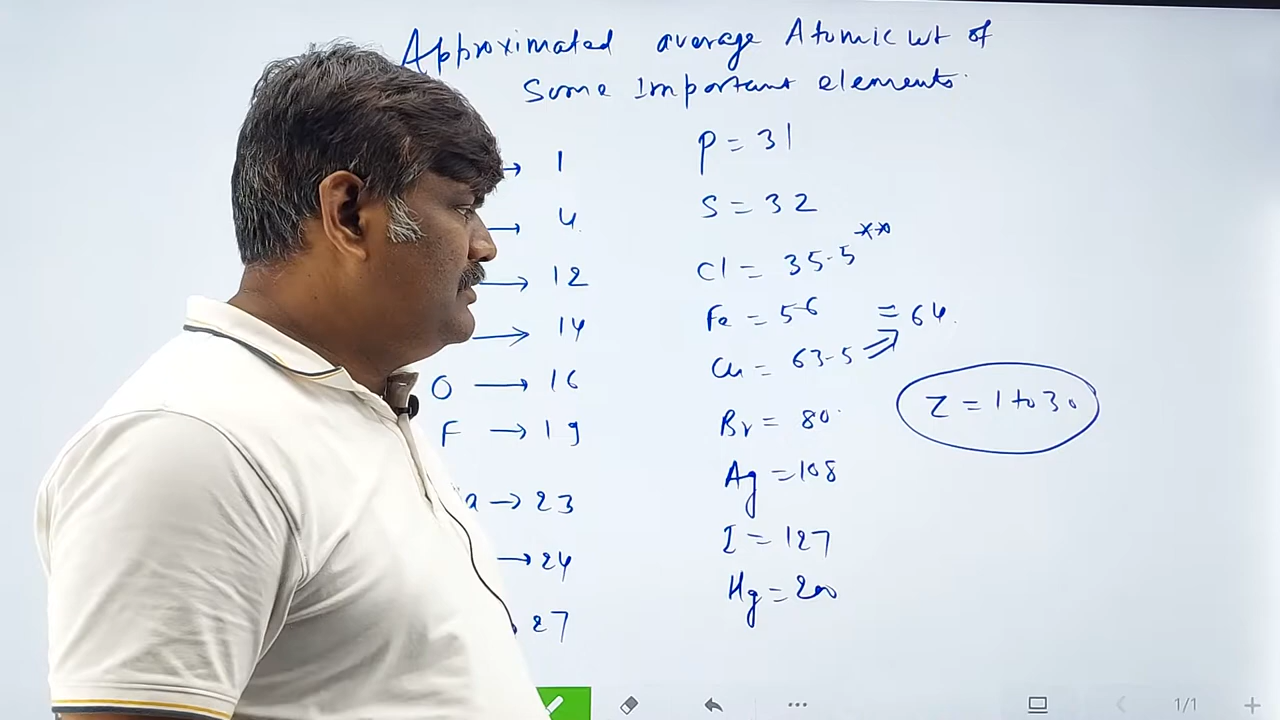 Approximated average Atomic wt of
Some Important elements.
→ 1
→ 4
→ 12
→ 14
O → 16
F → 19
a → 23
→ 24
27
P = 31
S = 32
Cl = 35.5**
Fe = 56
Cu = 63.5 ⇒ = 64.
Br = 80
Ag = 108
I = 127
Hg = 200
Z = 1 to 30
1/1